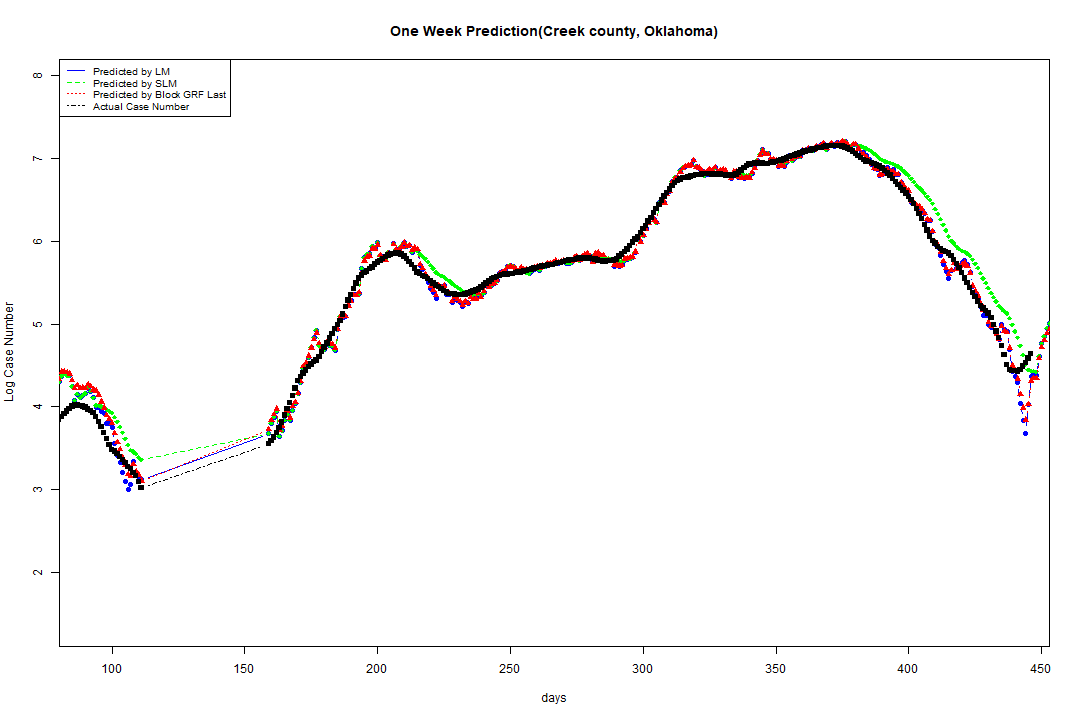 One Week Prediction(Creek county, Oklahoma)
Predicted by LM
Predicted by SLM
Predicted by Block GRF Last
Actual Case Number
Log Case Number
8
7
6
5
4
3
2
100 150 200 250 300 350 400 450
days